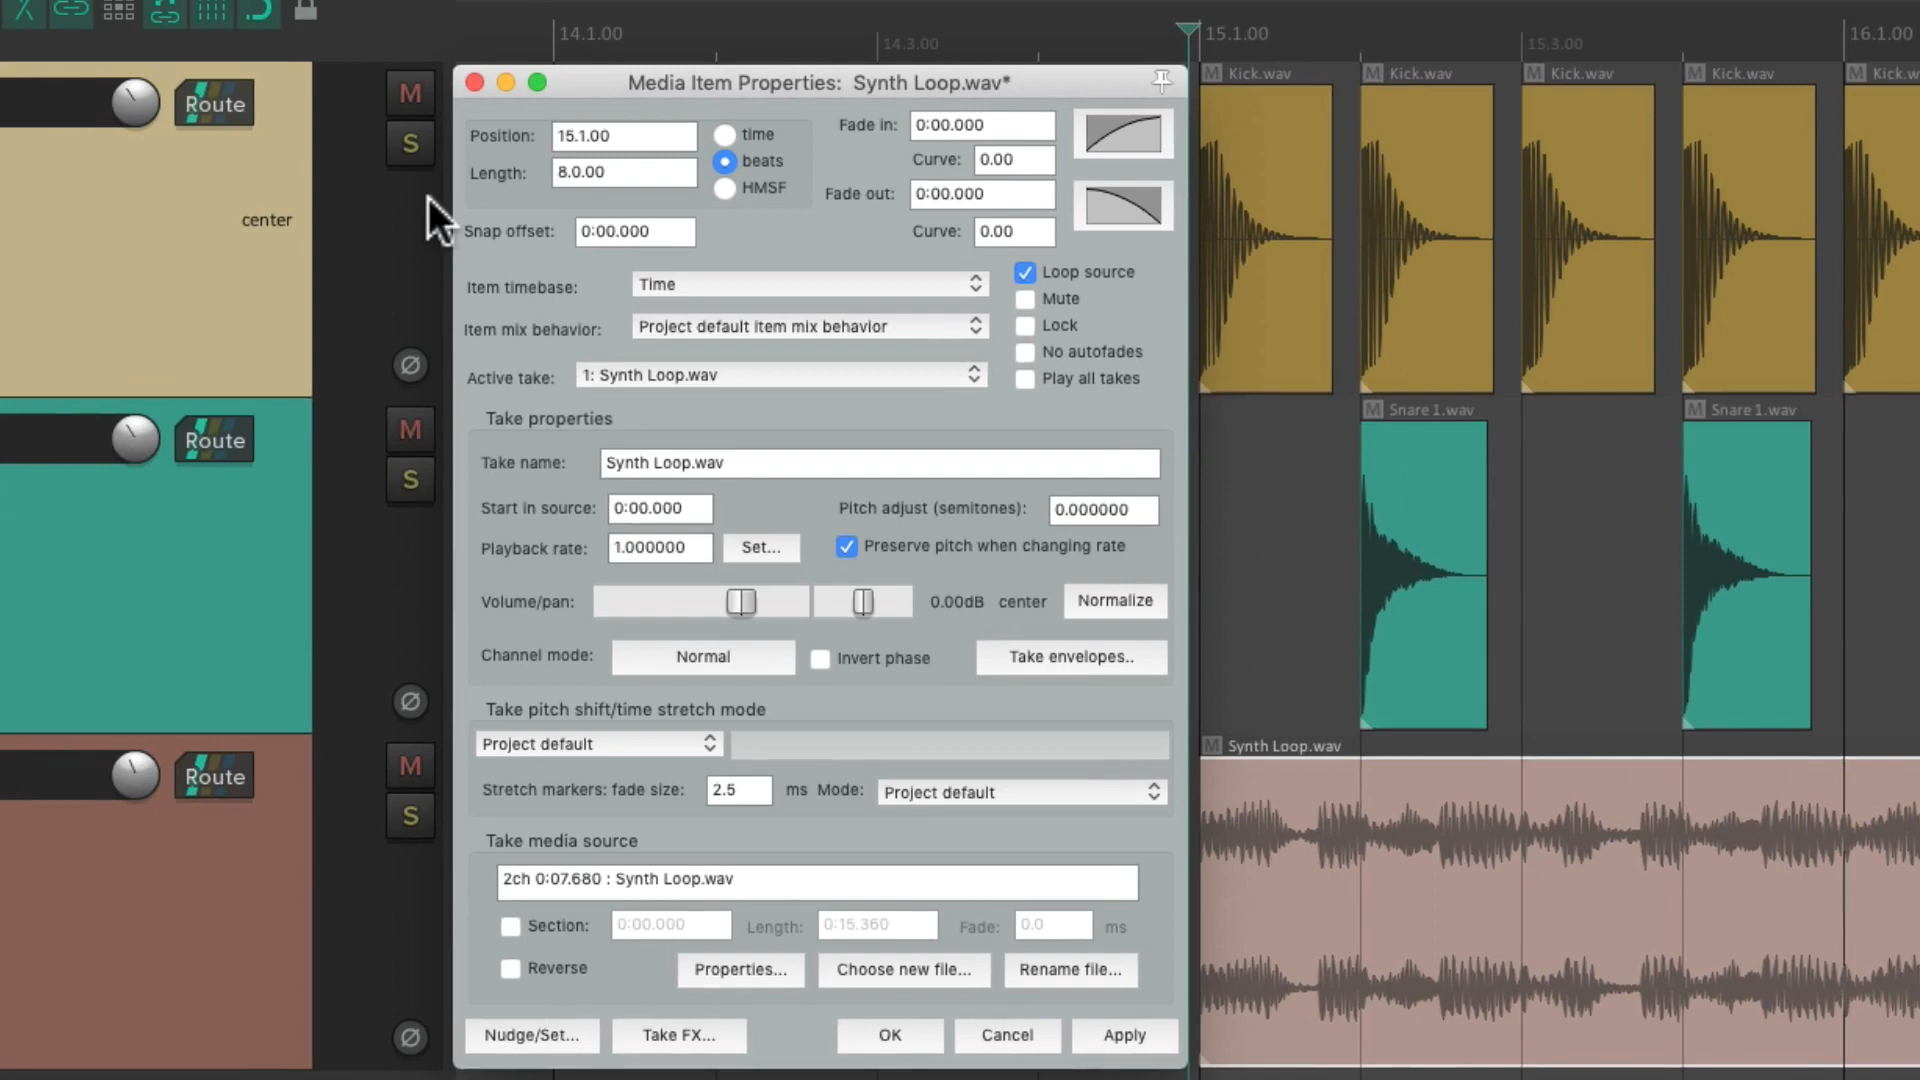 14.1.00
14.3.00
15.1.00
15.3.00
16.1.00
Route
M
S
center
Ø
Route
M
S
Ø
Route
M
S
Ø
Media Item Properties: Synth Loop.wav*
Position: 15.1.00
Length: 8.0.00
time
beats
HMSF
Snap offset: 0:00.000
Fade in: 0:00.000
Curve: 0.00
Fade out: 0:00.000
Curve: 0.00
Item timebase: Time
Item mix behavior: Project default item mix behavior
Active take: 1: Synth Loop.wav
Loop source
Mute
Lock
No autofades
Play all takes
Take properties
Take name: Synth Loop.wav
Start in source: 0:00.000
Pitch adjust (semitones): 0.000000
Playback rate: 1.000000 Set...
Preserve pitch when changing rate
Volume/pan: 0.00dB center Normalize
Channel mode: Normal Invert phase Take envelopes..
Take pitch shift/time stretch mode
Project default
Stretch markers: fade size: 2.5 ms Mode: Project default
Take media source
2ch 0:07.680 : Synth Loop.wav
Section: 0:00.000 Length: 0:15.360 Fade: 0.0 ms
Reverse Properties... Choose new file... Rename file...
Nudge/Set... Take FX... OK Cancel Apply
M Kick.wav
M Kick.wav
M Kick.wav
M Kick.wav
M Kick.w
M Snare 1.wav
M Snare 1.wav
M Synth Loop.wav